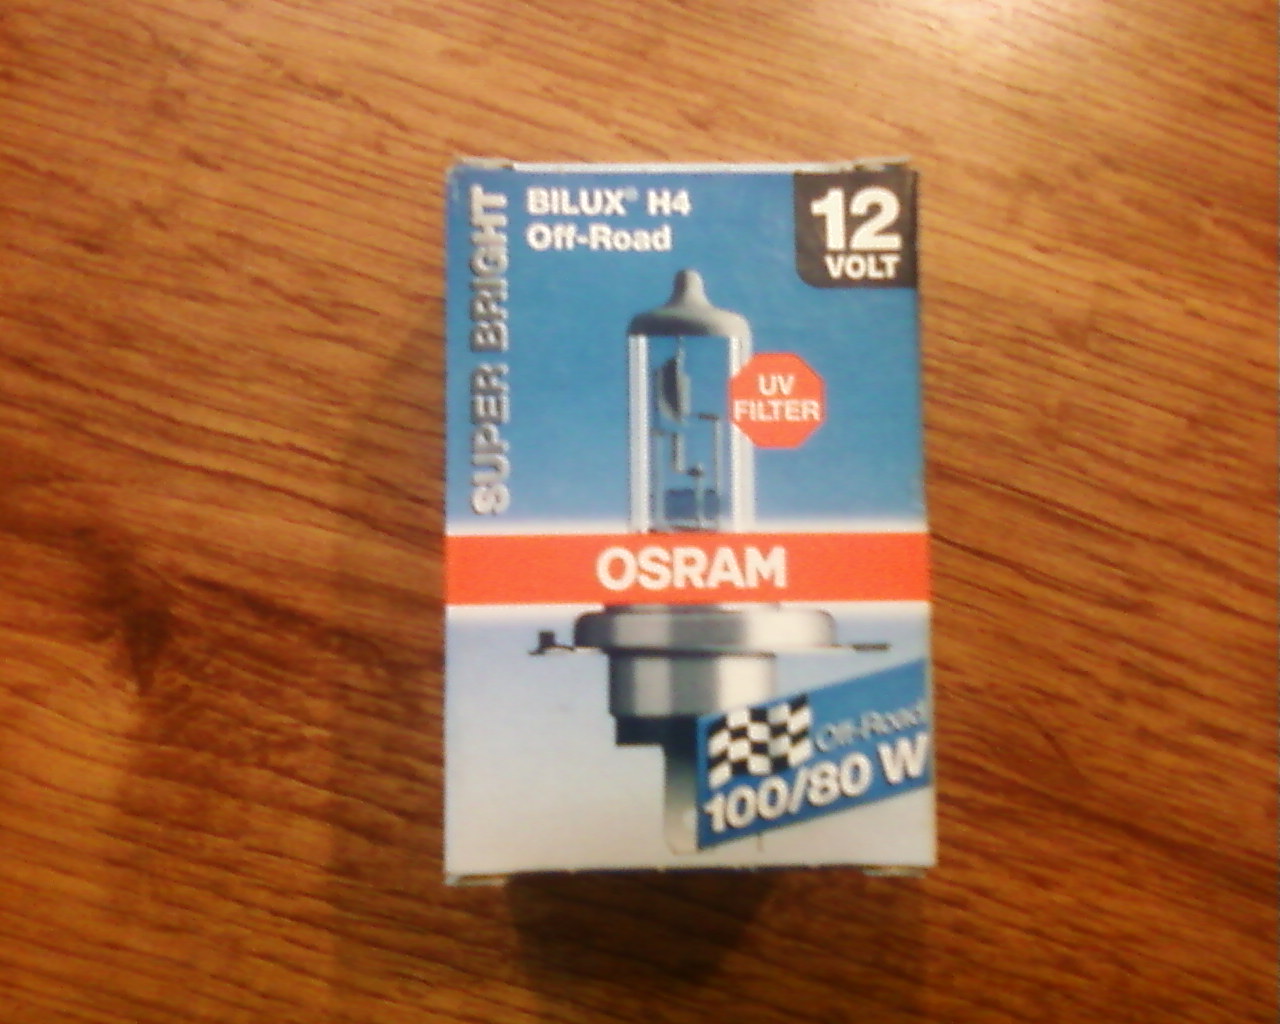 SUPER BRIGHT
BILUX® H4
Off-Road
12
VOLT
UV
FILTER
OSRAM
Off-Road
100/80 W